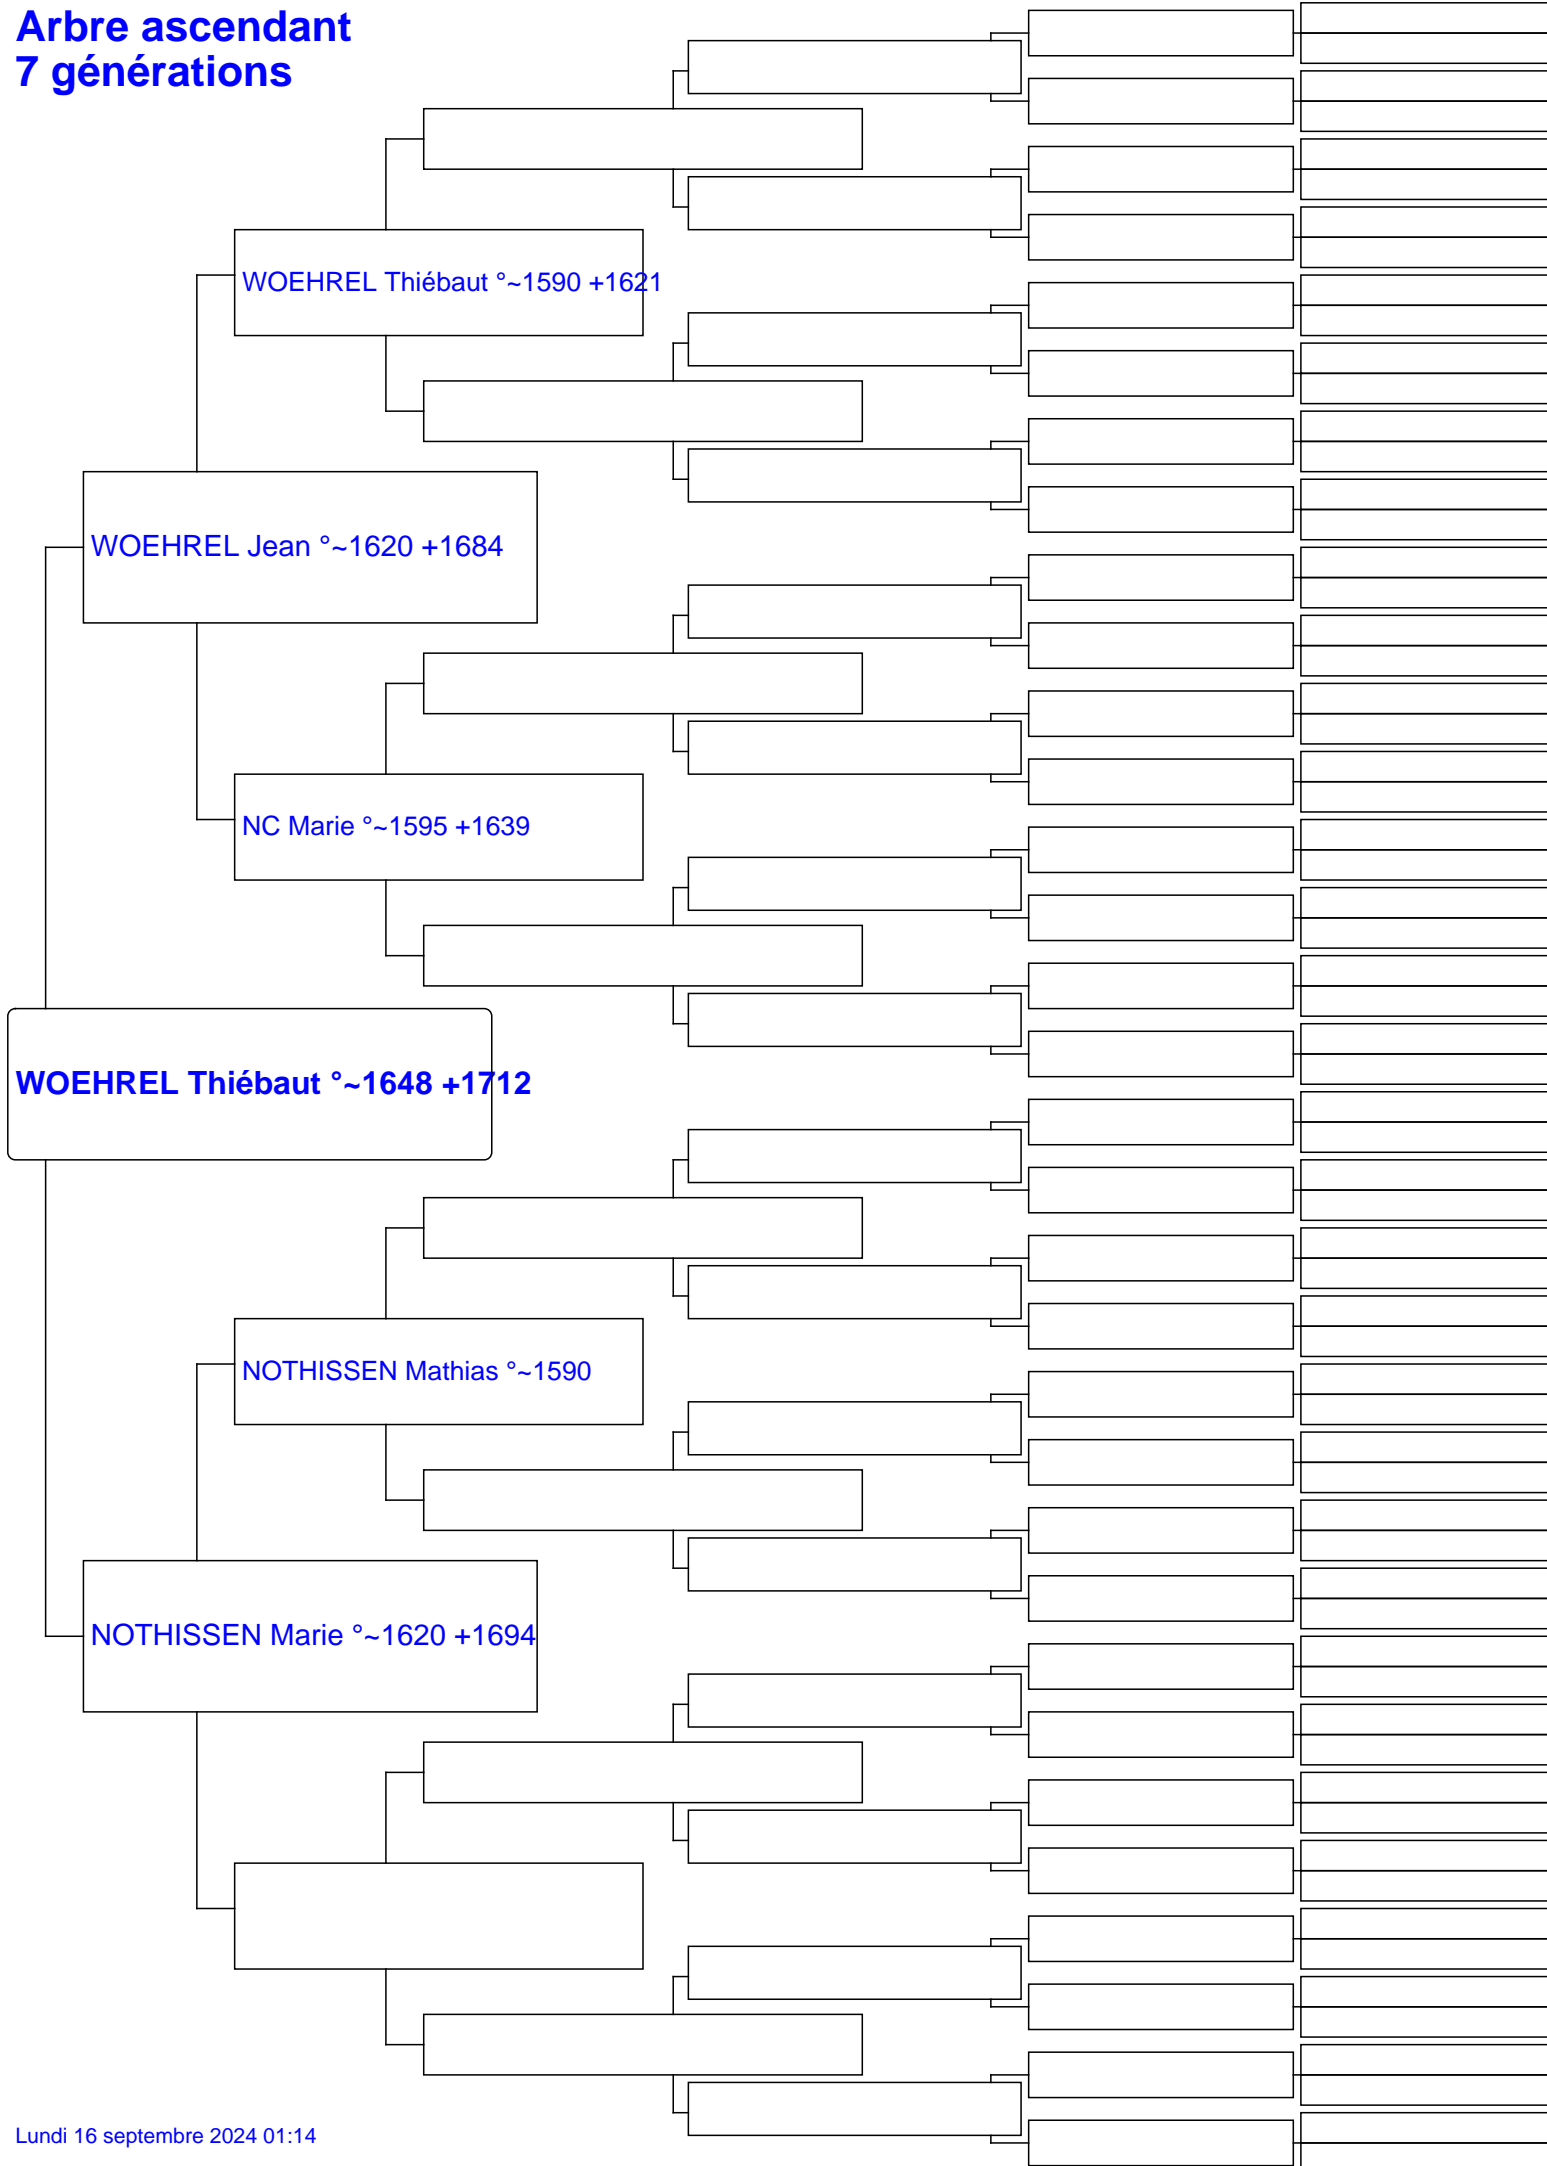 Arbre ascendant
7 générations
WOEHREL Thiébaut °~1590 +1621
WOEHREL Jean °~1620 +1684
NC Marie °~1595 +1639
WOEHREL Thiébaut °~1648 +1712
NOTHISSEN Mathias °~1590
NOTHISSEN Marie °~1620 +1694
Lundi 16 septembre 2024 01:14